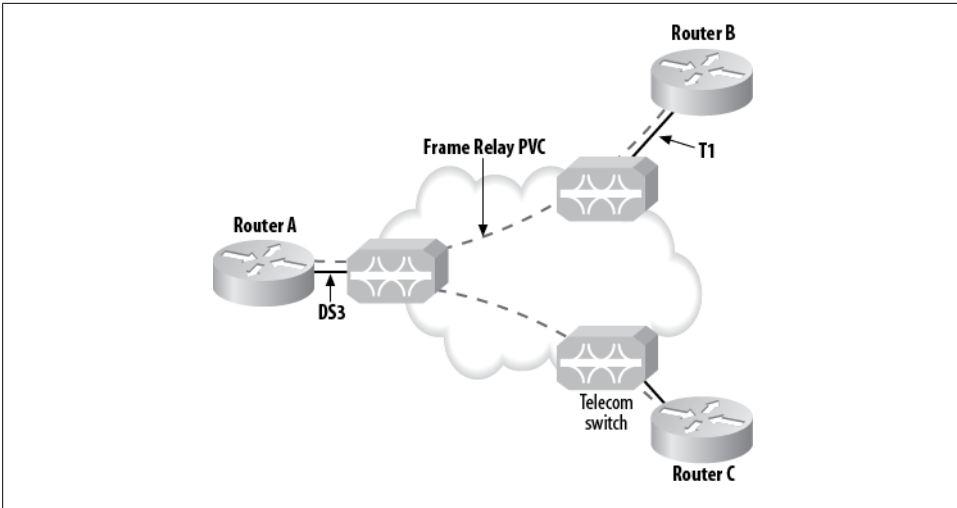 Router B
Frame Relay PVC
T1
Router A
DS3
Telecom
switch
Router C